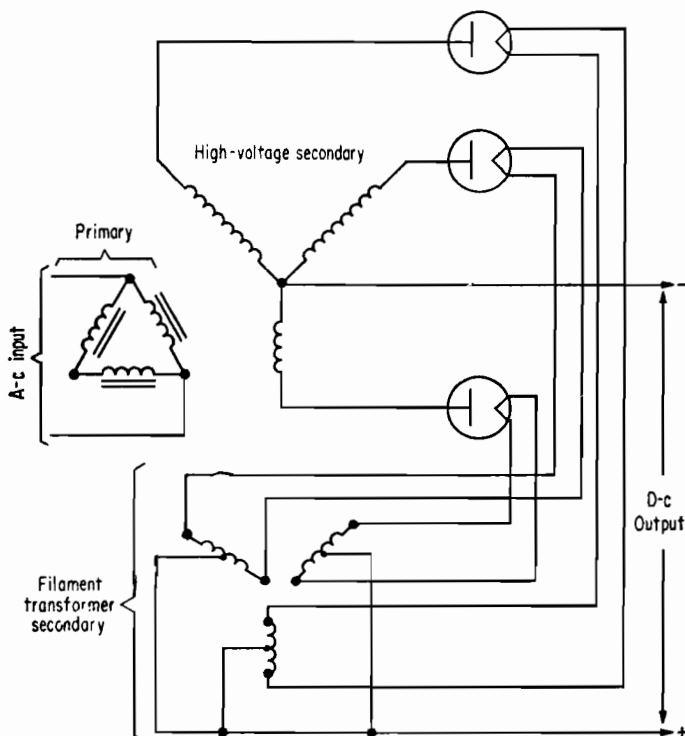 High-voltage secondary
Primary
A-c input
−
D-c
Output
Filament
transformer
secondary
+